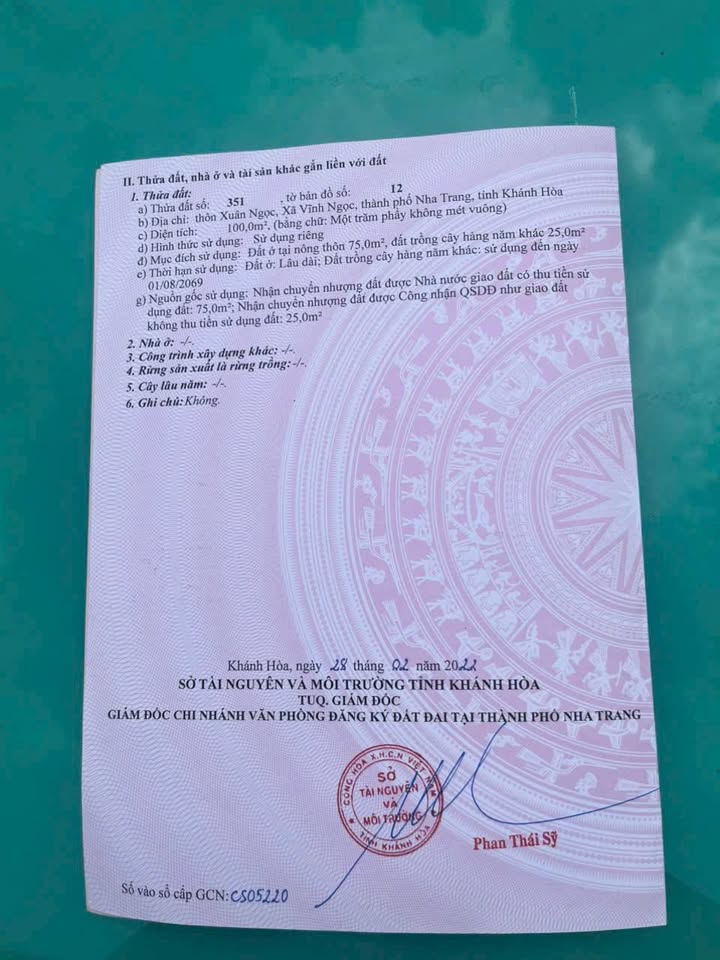 II. Thửa đất, nhà ở và tài sản khác gắn liền với đất
1. Thửa đất:
a) Thửa đất số: 351 , tờ bản đồ số: 12
b) Địa chỉ: thôn Xuân Ngọc, Xã Vĩnh Ngọc, thành phố Nha Trang, tỉnh Khánh Hòa
c) Diện tích: 100,0m², (bằng chữ: Một trăm phẩy không mét vuông)
d) Hình thức sử dụng: Sử dụng riêng
đ) Mục đích sử dụng: Đất ở tại nông thôn 75,0m², đất trồng cây hàng năm khác 25,0m²
e) Thời hạn sử dụng: Đất ở: Lâu dài; Đất trồng cây hàng năm khác: sử dụng đến ngày
01/08/2069
g) Nguồn gốc sử dụng: Nhận chuyển nhượng đất được Nhà nước giao đất có thu tiền sử
dụng đất: 75,0m²; Nhận chuyển nhượng đất được Công nhận QSDĐ như giao đất
không thu tiền sử dụng đất: 25,0m²
2. Nhà ở: -/-.
3. Công trình xây dựng khác: -/-.
4. Rừng sản xuất là rừng trồng: -/-.
5. Cây lâu năm: -/-.
6. Ghi chú: Không.
Khánh Hòa, ngày 28 tháng 02 năm 2022
SỞ TÀI NGUYÊN VÀ MÔI TRƯỜNG TỈNH KHÁNH HÒA
TUQ. GIÁM ĐỐC
GIÁM ĐỐC CHI NHÁNH VĂN PHÒNG ĐĂNG KÝ ĐẤT ĐAI TẠI THÀNH PHỐ NHA TRANG
CỘNG HÒA X.H.C.N VIỆT NAM
SỞ
TÀI NGUYÊN
VÀ
MÔI TRƯỜNG
TỈNH KHÁNH HÒA
Phan Thái Sỹ
Số vào sổ cấp GCN: CS05220